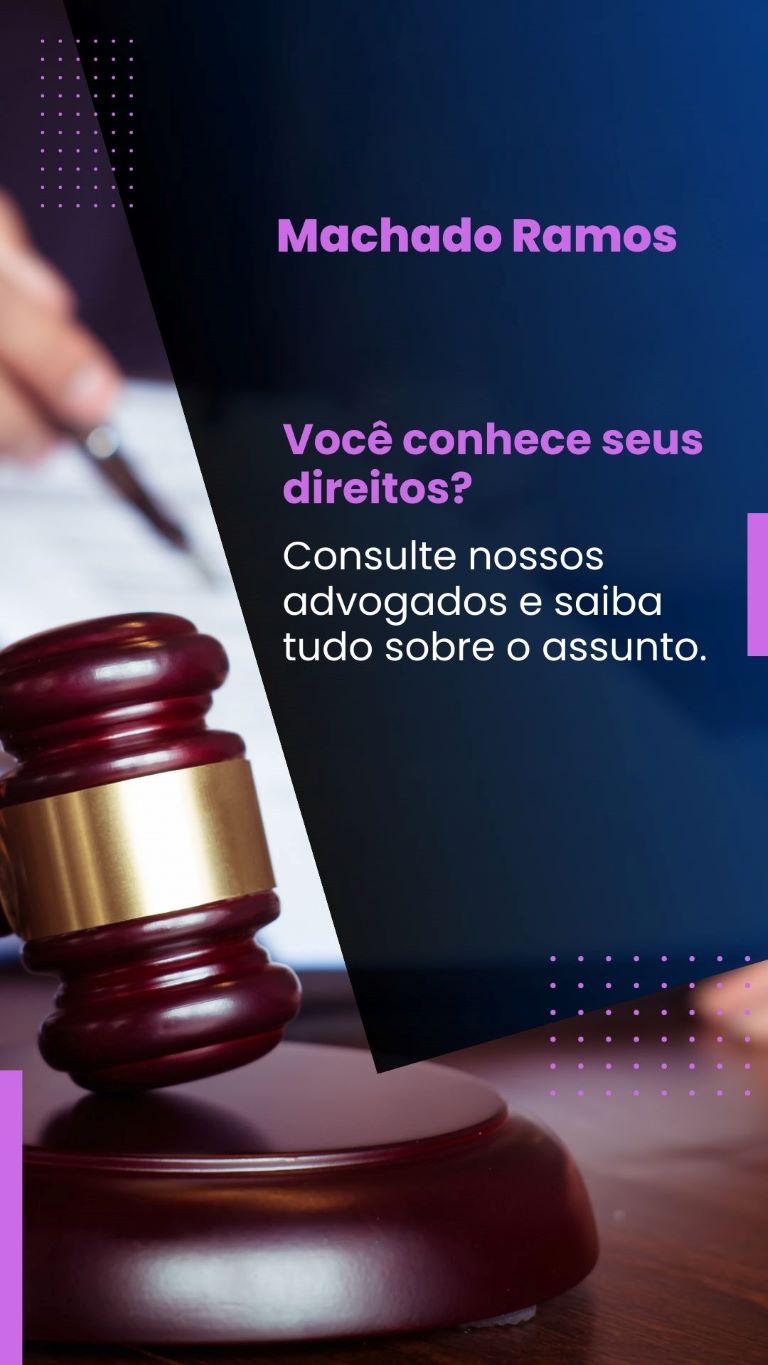 Machado Ramos
Você conhece seus
direitos?
Consulte nossos
advogados e saiba
tudo sobre o assunto.